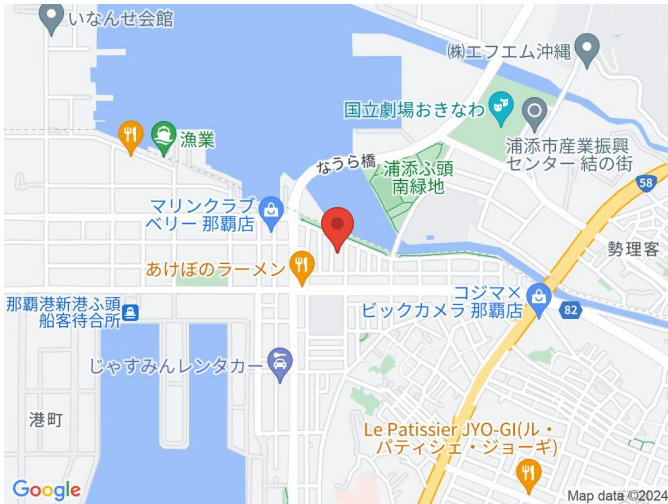 いなんせ会館
㈱エフエム沖縄
国立劇場おきなわ
漁業
浦添市産業振興
センター 結の街
なうら橋
浦添ふ頭
南緑地
58
マリンクラブ
ベリー 那覇店
勢理客
あけぼのラーメン
コジマ×
ビックカメラ 那覇店
82
那覇港新港ふ頭
船客待合所
じゃすみんレンタカー
港町
Le Patissier JYO-GI(ル・
パティシェ・ジョーギ)
Google
Map data ©2024